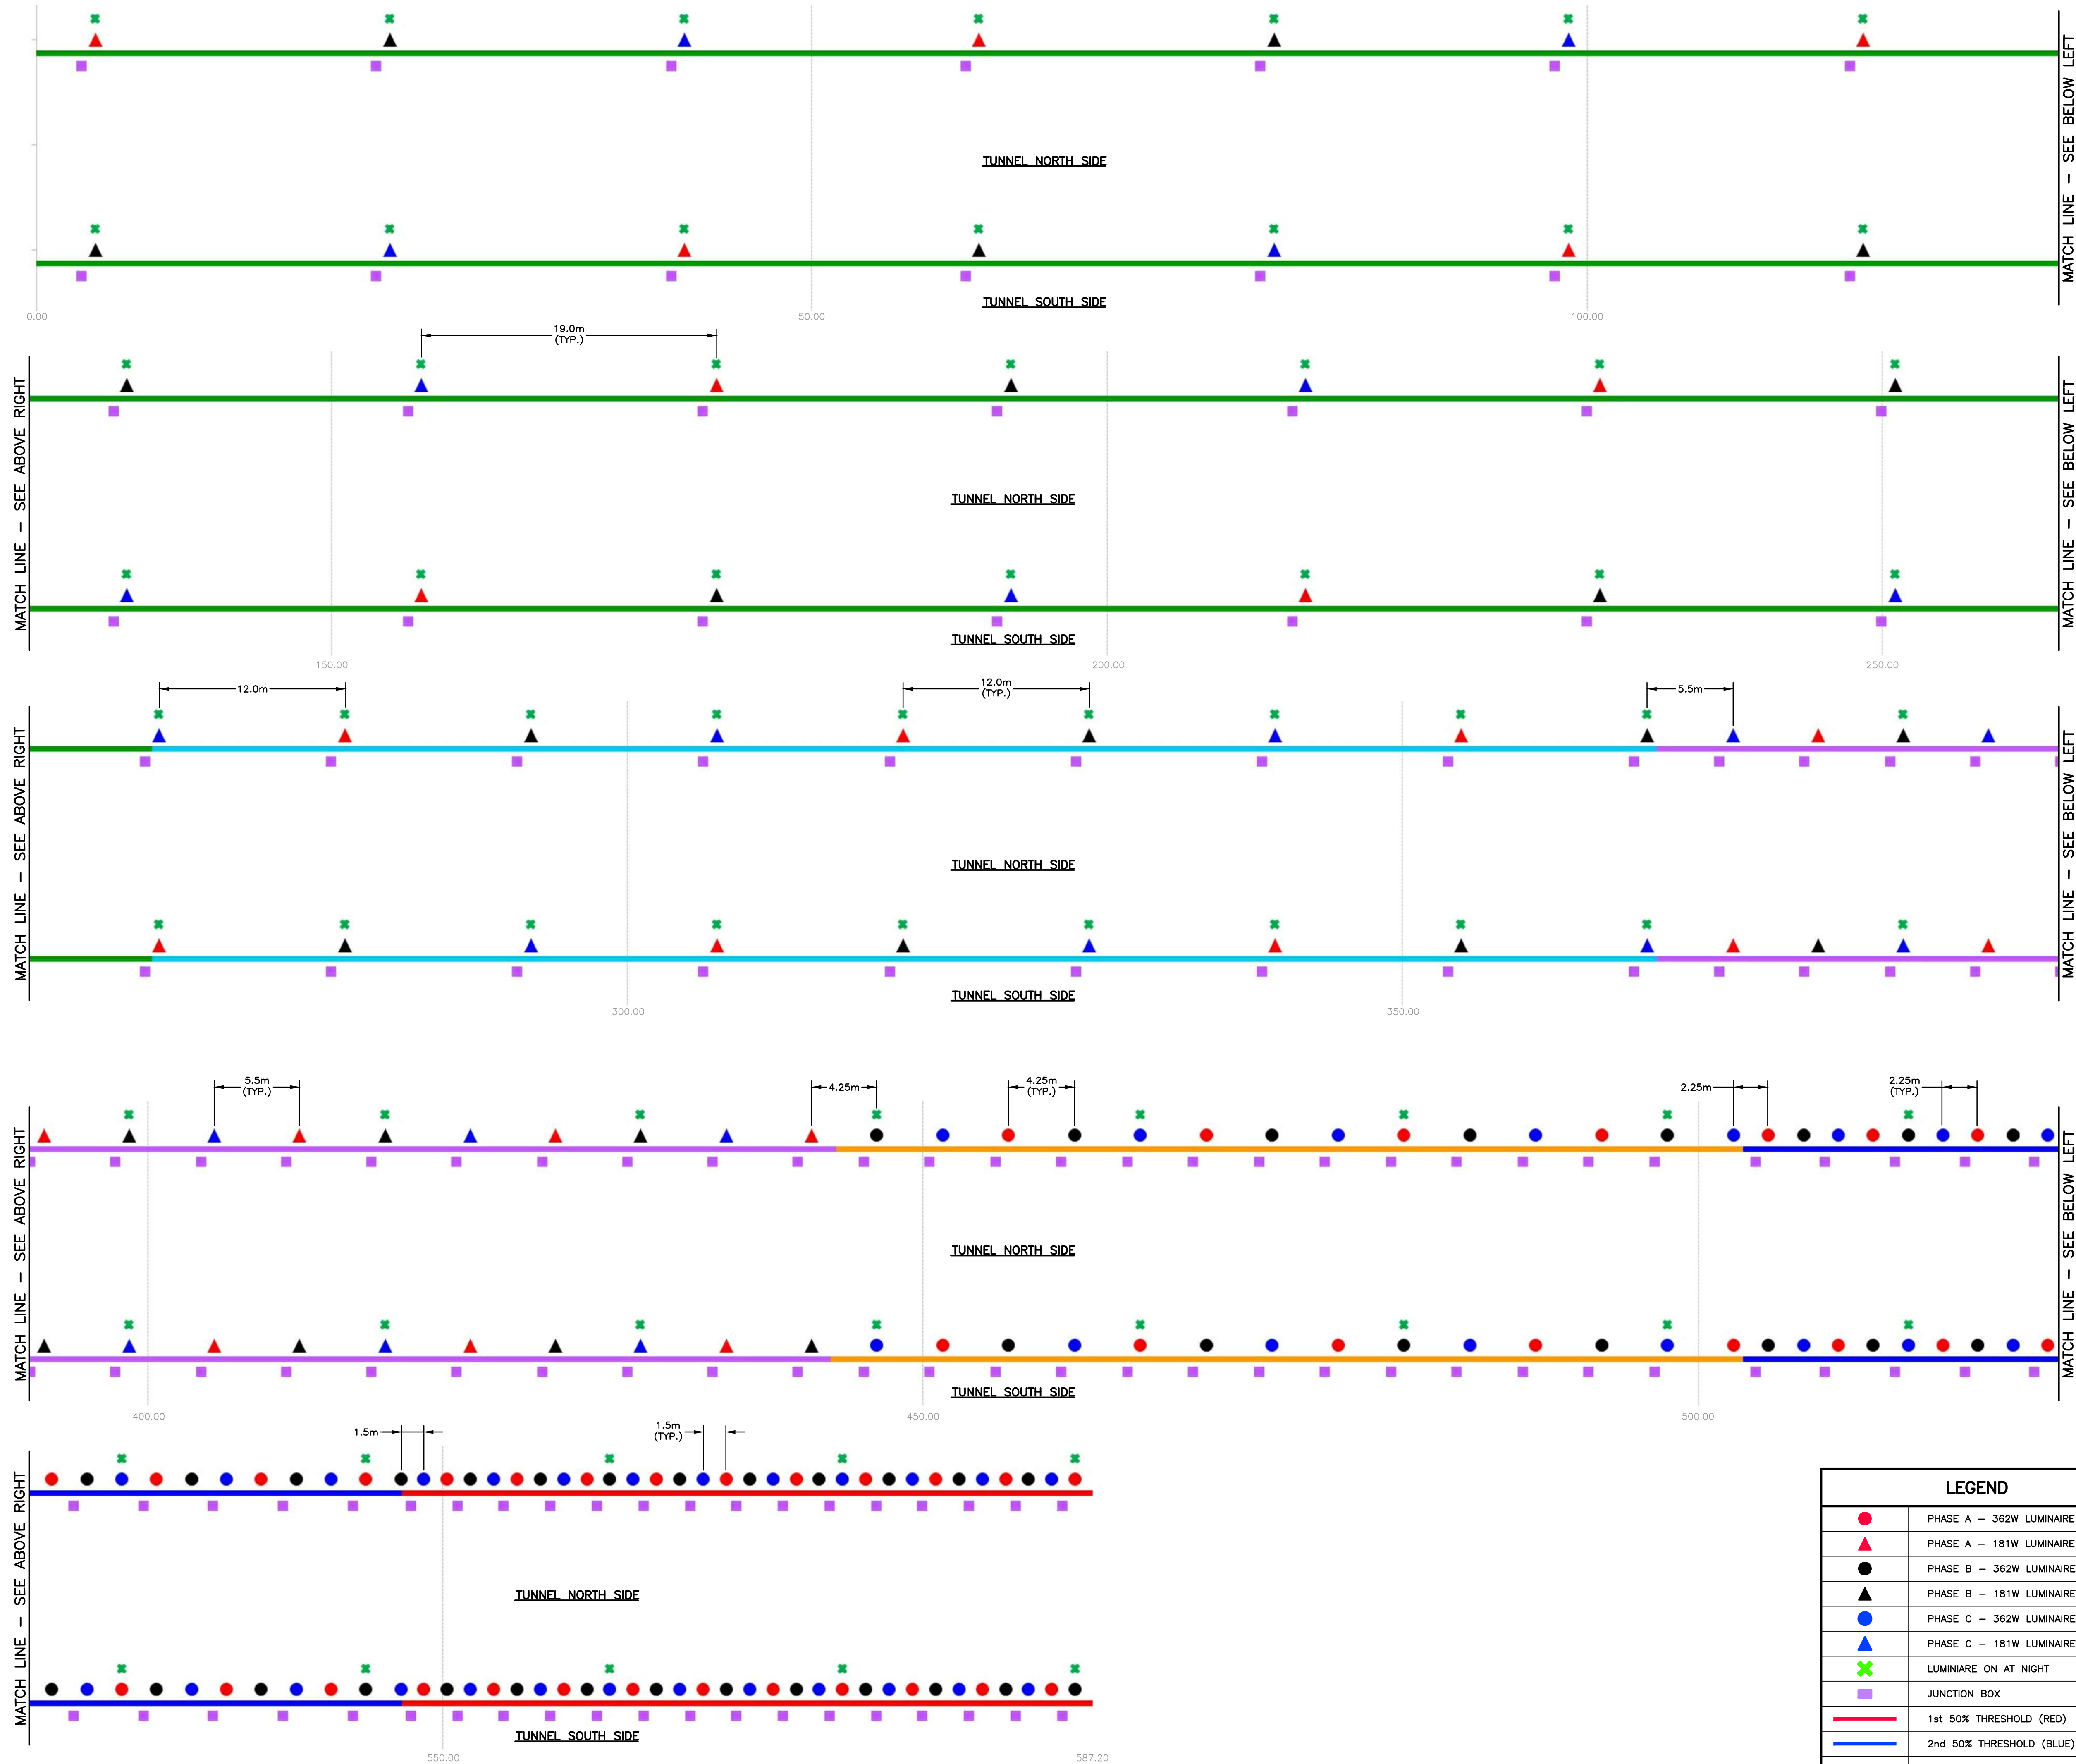 MATCH LINE - SEE BELOW LEFT
TUNNEL NORTH SIDE
TUNNEL SOUTH SIDE
0.00
50.00
100.00
MATCH LINE - SEE ABOVE RIGHT
19.0m
(TYP.)
TUNNEL NORTH SIDE
TUNNEL SOUTH SIDE
150.00
200.00
250.00
MATCH LINE - SEE BELOW LEFT
MATCH LINE - SEE ABOVE RIGHT
12.0m
12.0m
(TYP.)
5.5m
TUNNEL NORTH SIDE
TUNNEL SOUTH SIDE
300.00
350.00
MATCH LINE - SEE BELOW LEFT
MATCH LINE - SEE ABOVE RIGHT
5.5m
(TYP.)
4.25m
4.25m
(TYP.)
2.25m
2.25m
(TYP.)
TUNNEL NORTH SIDE
TUNNEL SOUTH SIDE
400.00
450.00
500.00
MATCH LINE - SEE BELOW LEFT
MATCH LINE - SEE ABOVE RIGHT
1.5m
1.5m
(TYP.)
TUNNEL NORTH SIDE
TUNNEL SOUTH SIDE
550.00
587.20
LEGEND
PHASE A - 362W LUMINAIRE
PHASE A - 181W LUMINAIRE
PHASE B - 362W LUMINAIRE
PHASE B - 181W LUMINAIRE
PHASE C - 362W LUMINAIRE
PHASE C - 181W LUMINAIRE
LUMINIARE ON AT NIGHT
JUNCTION BOX
1st 50% THRESHOLD (RED)
2nd 50% THRESHOLD (BLUE)